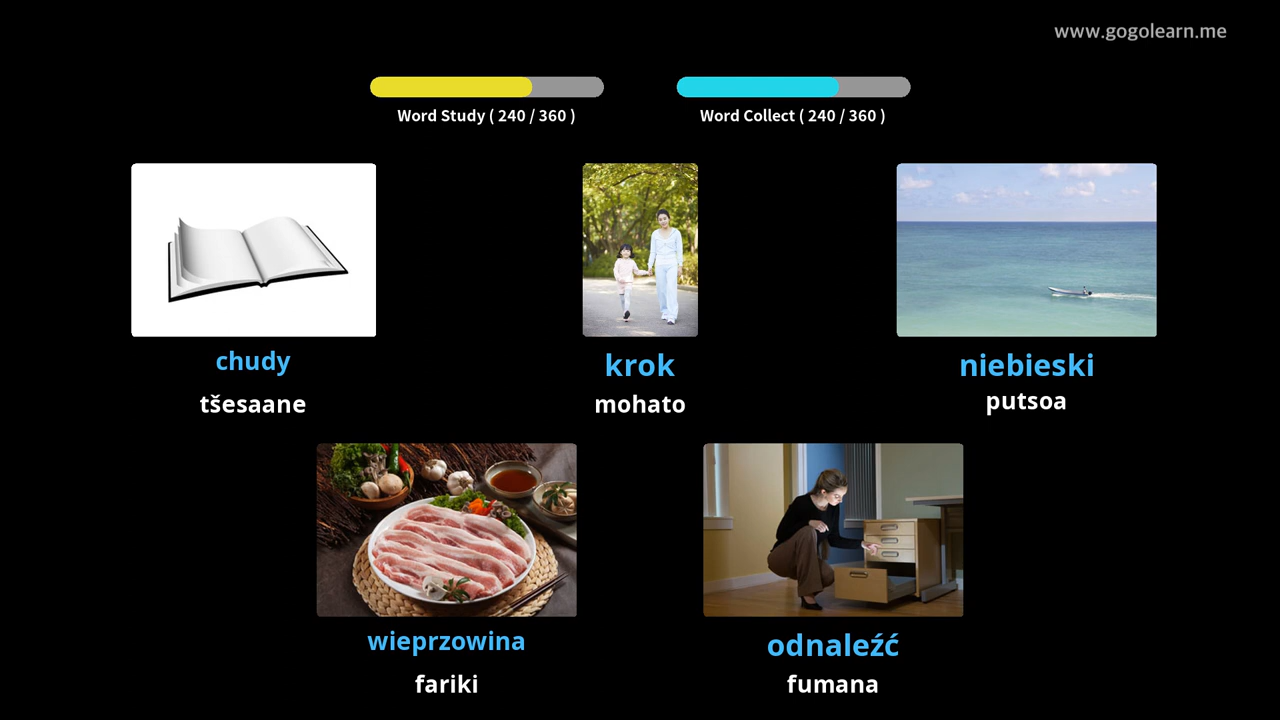 www.gogolearn.me
Word Study ( 240 / 360 )
Word Collect ( 240 / 360 )
chudy
tšesaane
krok
mohato
niebieski
putsoa
wieprzowina
fariki
odnaleźć
fumana